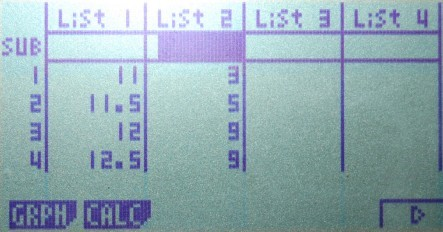 List 1 List 2 List 3 List 4
SUB
1 11 3
2 11.5 5
3 12 9
4 12.5 9
GRPH CALC ▷